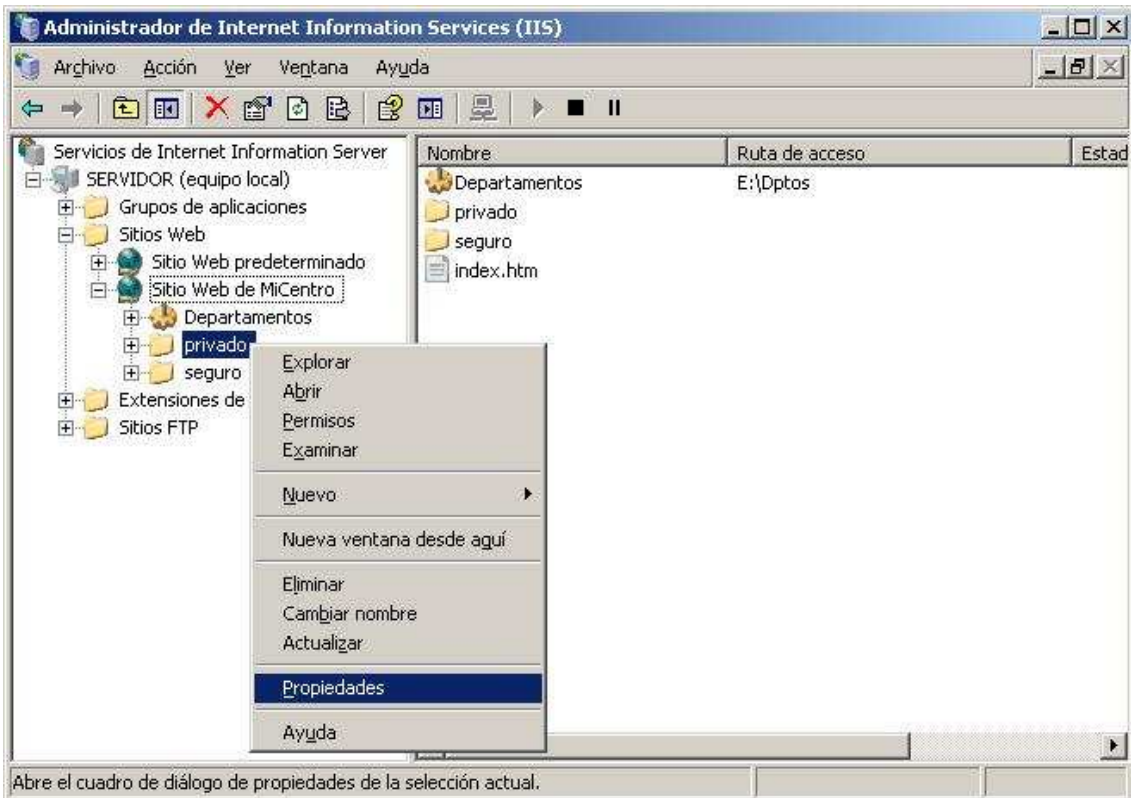 Administrador de Internet Information Services (IIS)
Archivo Acción Ver Ventana Ayuda
Servicios de Internet Information Server
SERVIDOR (equipo local)
Grupos de aplicaciones
Sitios Web
Sitio Web predeterminado
Sitio Web de MiCentro
Departamentos
privado
seguro
Extensiones de
Sitios FTP
Nombre Ruta de acceso Estad
Departamentos E:\Dptos
privado
seguro
index.htm
Explorar
Abrir
Permisos
Examinar
Nuevo
Nueva ventana desde aquí
Eliminar
Cambiar nombre
Actualizar
Propiedades
Ayuda
Abre el cuadro de diálogo de propiedades de la selección actual.